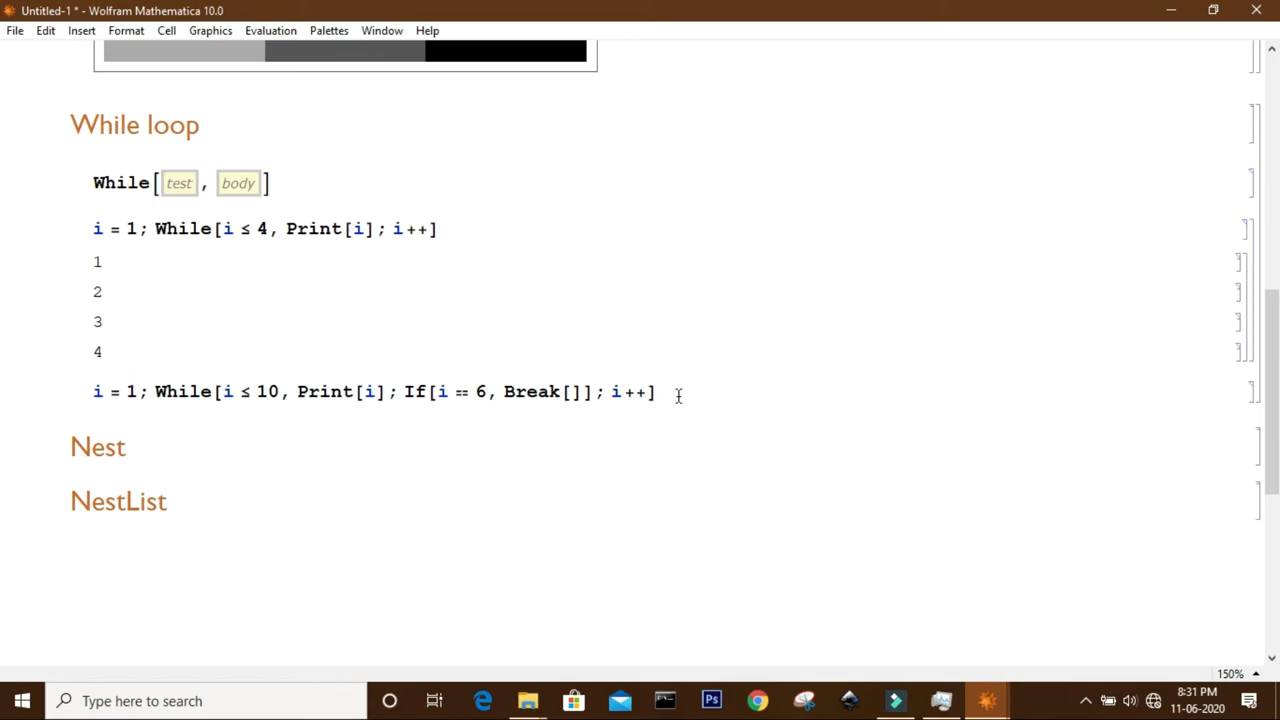 Untitled-1 * - Wolfram Mathematica 10.0
File Edit Insert Format Cell Graphics Evaluation Palettes Window Help
While loop
While[test, body]
i = 1; While[i ≤ 4, Print[i]; i++]
1
2
3
4
i = 1; While[i ≤ 10, Print[i]; If[i == 6, Break[]]; i++]
Nest
NestList
150%
Type here to search
Ps
8:31 PM
11-06-2020